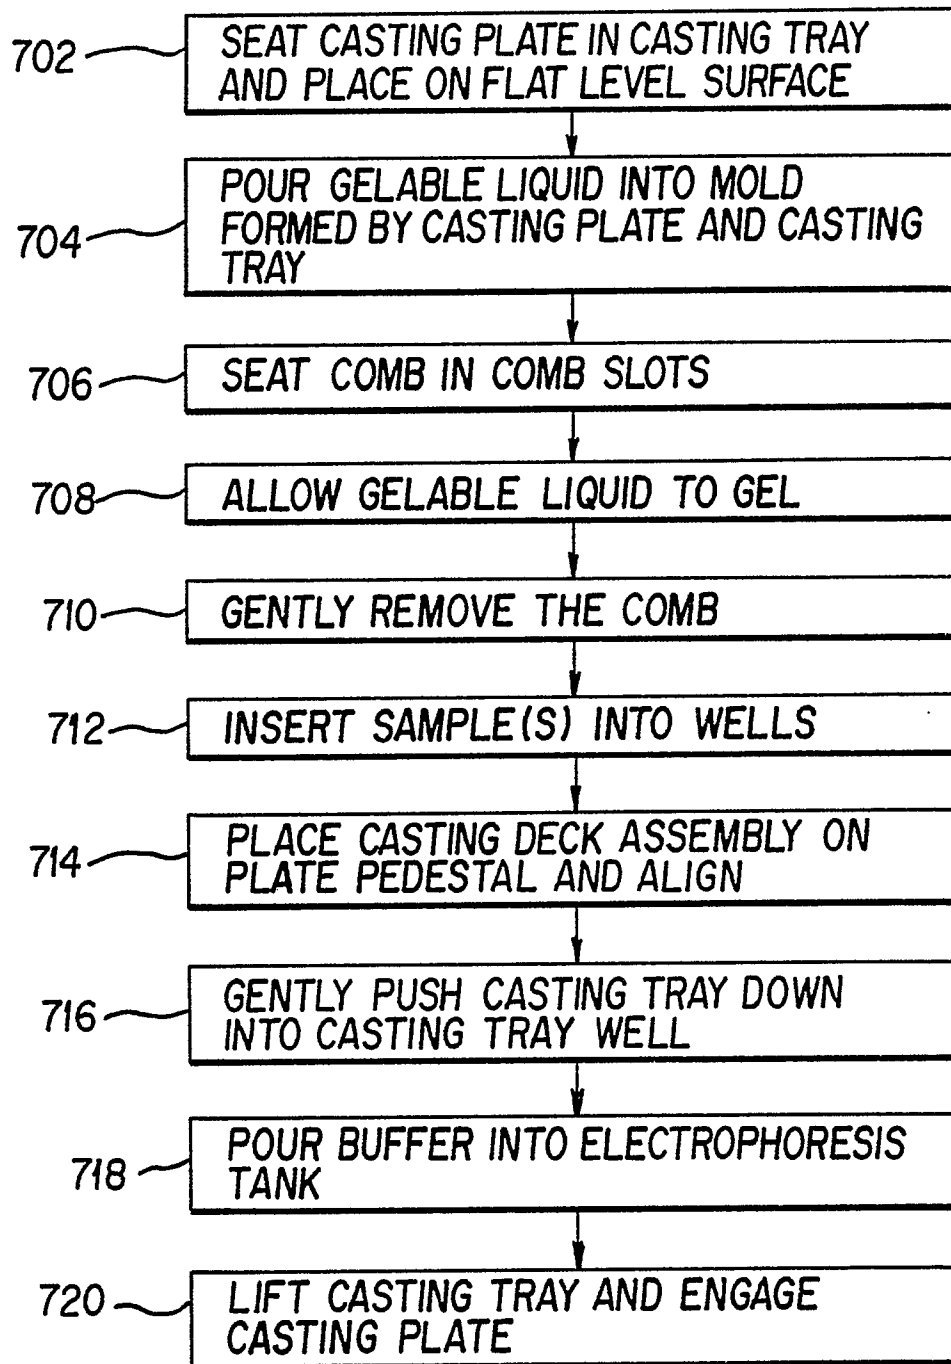 702
SEAT CASTING PLATE IN CASTING TRAY
AND PLACE ON FLAT LEVEL SURFACE
704
POUR GELABLE LIQUID INTO MOLD
FORMED BY CASTING PLATE AND CASTING
TRAY
706
SEAT COMB IN COMB SLOTS
708
ALLOW GELABLE LIQUID TO GEL
710
GENTLY REMOVE THE COMB
712
INSERT SAMPLE(S) INTO WELLS
714
PLACE CASTING DECK ASSEMBLY ON
PLATE PEDESTAL AND ALIGN
716
GENTLY PUSH CASTING TRAY DOWN
INTO CASTING TRAY WELL
718
POUR BUFFER INTO ELECTROPHORESIS
TANK
720
LIFT CASTING TRAY AND ENGAGE
CASTING PLATE